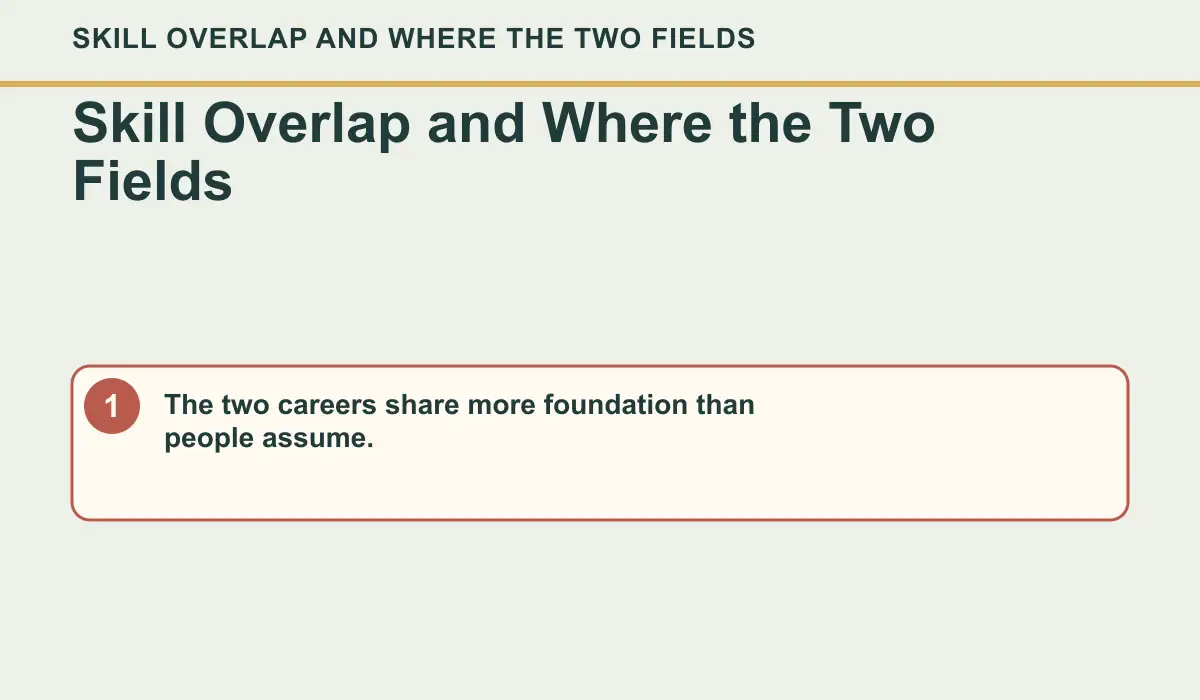 SKILL OVERLAP AND WHERE THE TWO FIELDS
Skill Overlap and Where the Two
Fields
1
The two careers share more foundation than
people assume.